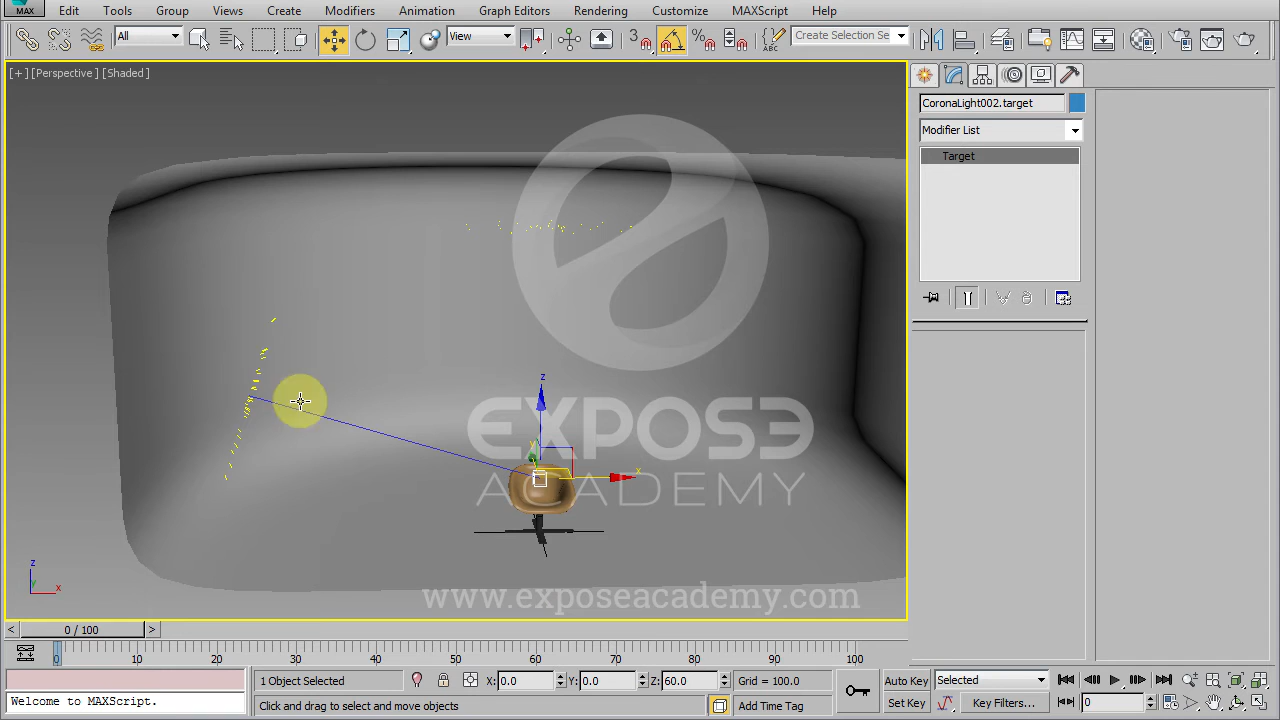 MAX
Edit Tools Group Views Create Modifiers Animation Graph Editors Rendering Customize MAXScript Help
All
View
3
%
ABC
Create Selection Se
[+] [Perspective] [Shaded]
CoronaLight002.target
Modifier List
Target
z
y
x
EXPOSE
ACADEMY
www.exposeacademy.com
z
y
x
< 0 / 100 >
0 10 20 30 40 50 60 70 80 90 100
1 Object Selected X: 0.0 Y: 0.0 Z: 60.0 Grid = 100.0 Auto Key Selected
Welcome to MAXScript. Click and drag to select and move objects Add Time Tag Set Key Key Filters... 0